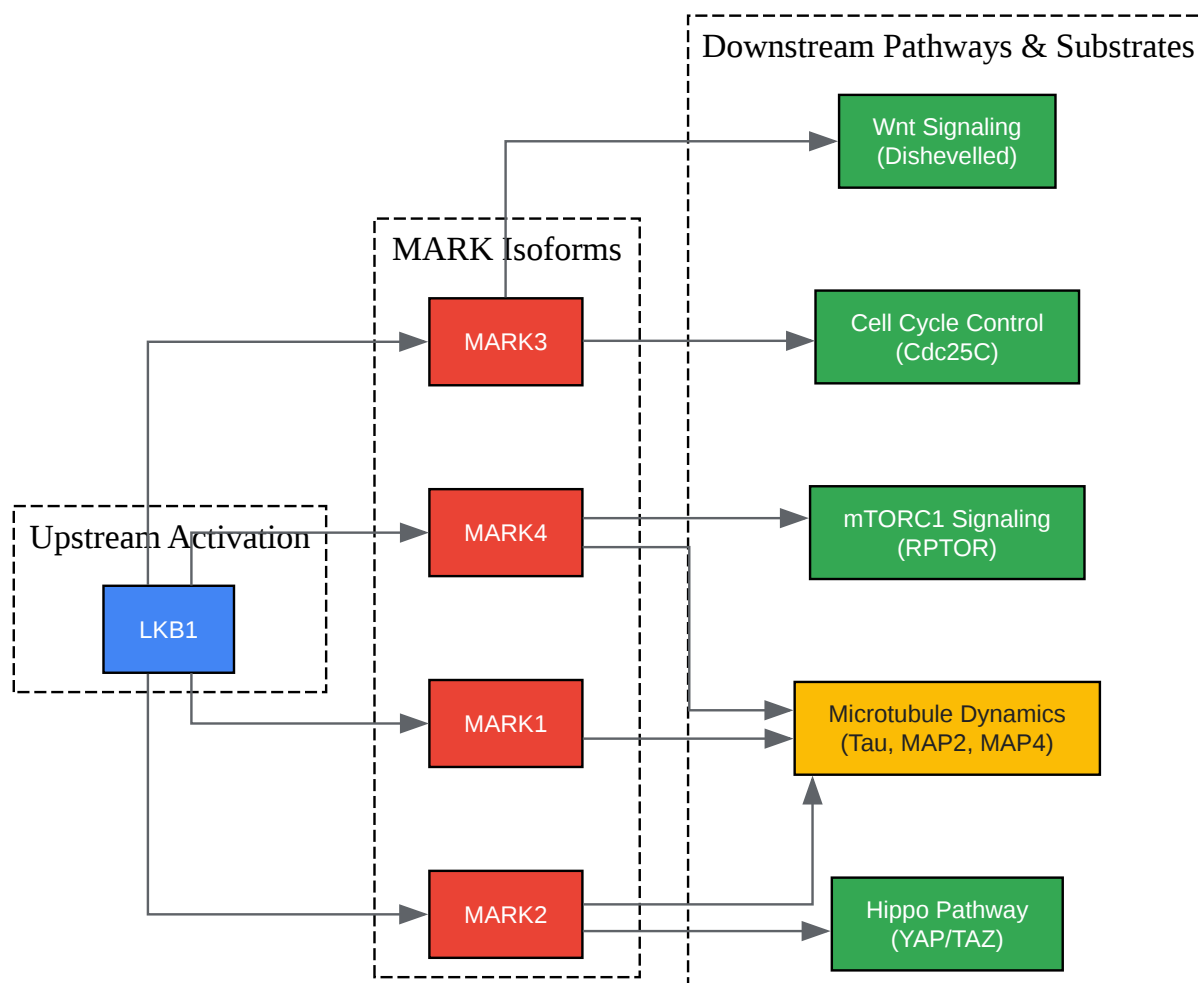 Downstream Pathways & Substrates
Wnt Signaling
(Dishevelled)
MARK Isoforms
MARK3
Cell Cycle Control
(Cdc25C)
Upstream Activation
MARK4
mTORC1 Signaling
(RPTOR)
LKB1
MARK1
Microtubule Dynamics
(Tau, MAP2, MAP4)
MARK2
Hippo Pathway
(YAP/TAZ)